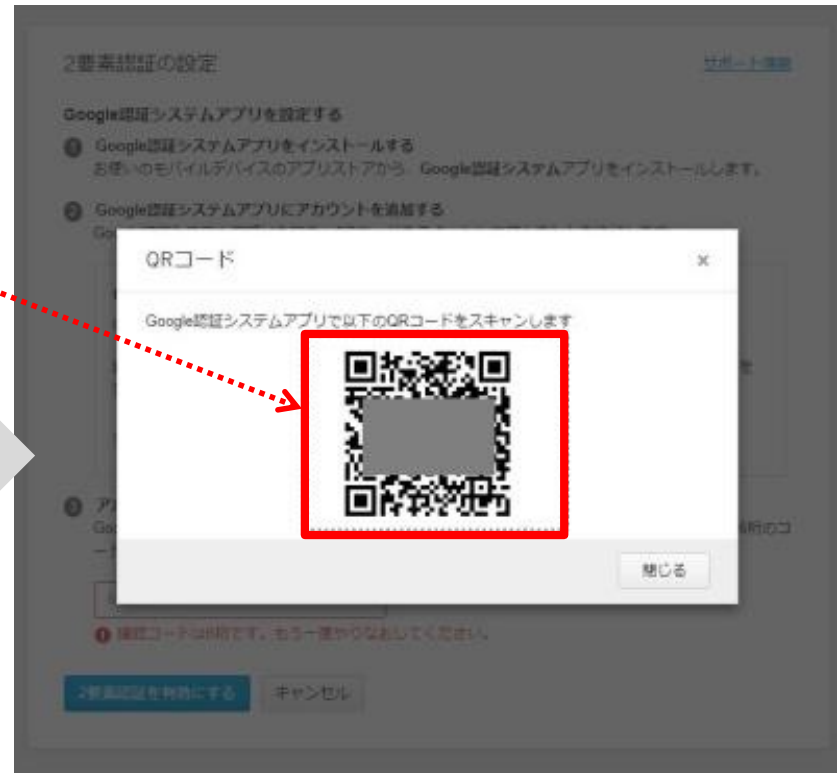 2要素認証の設定
サポート情報
Google認証システムアプリを設定する
1 Google認証システムアプリをインストールする
お使いのモバイルデバイスのアプリストアから、Google認証システムアプリをインストールします。
2 Google認証システムアプリにアカウントを追加する
QRコード
×
Google認証システムアプリで以下のQRコードをスキャンします
を
3
6桁のコ
閉じる
確認コードは6桁です。もう一度やりなおしてください。
2要素認証を有効にする
キャンセル